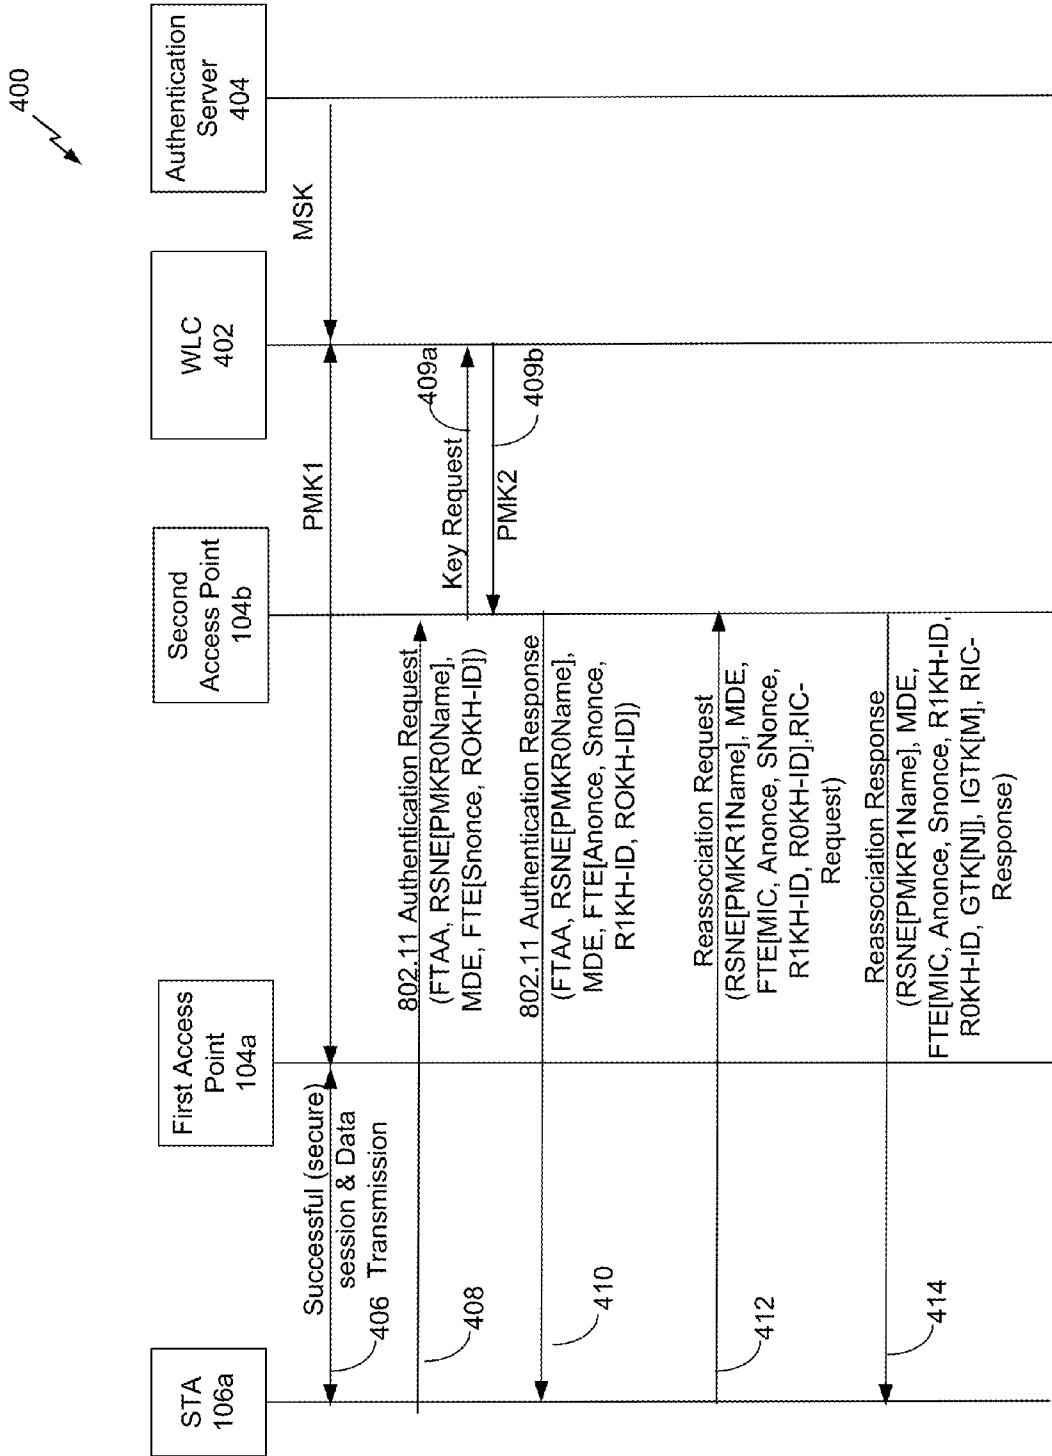 400
STA
106a
First Access
Point
104a
Second
Access Point
104b
WLC
402
Authentication
Server
404
Successful (secure)
session & Data
Transmission
406
PMK1
MSK
408
802.11 Authentication Request
(FTAA, RSNE[PMKR0Name],
MDE, FTE[Snonce, ROKH-ID])
Key Request
409a
PMK2
409b
410
802.11 Authentication Response
(FTAA, RSNE[PMKR0Name],
MDE, FTE[Anonce, Snonce,
R1KH-ID, ROKH-ID])
412
Reassociation Request
(RSNE[PMKR1Name], MDE,
FTE[MIC, Anonce, SNonce,
R1KH-ID, R0KH-ID],RIC-
Request)
414
Reassociation Response
(RSNE[PMKR1Name], MDE,
FTE[MIC, Anonce, Snonce, R1KH-ID,
R0KH-ID, GTK[N]], IGTK[M], RIC-
Response)